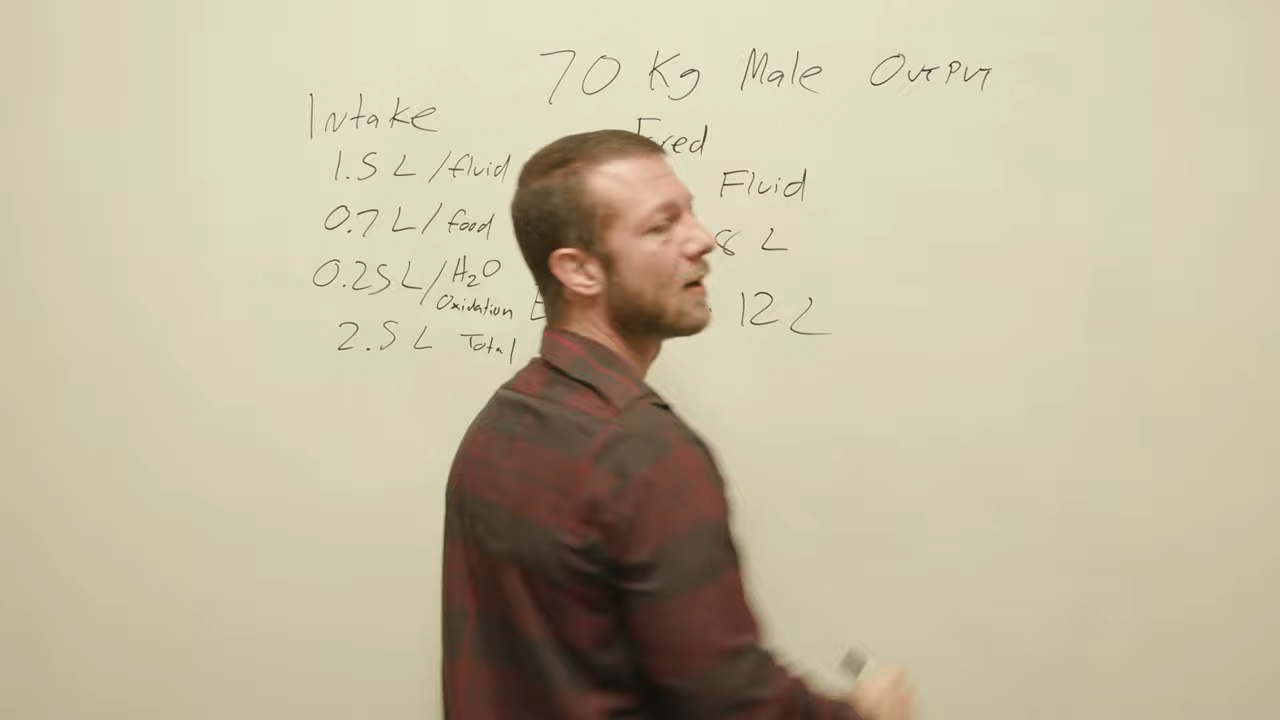 70 Kg Male
Intake
1.5 L/fluid
0.7 L/food
0.25 L/H2O
Oxidation
2.5 L Total
Fred
Fluid
8 L
12 L
Output